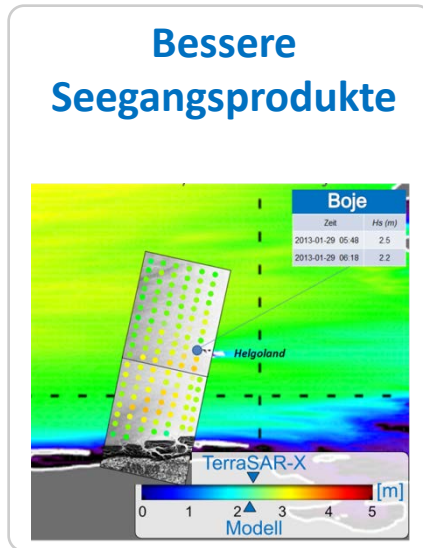 Bessere
Seegangsprodukte
Boje
Zeit Hs (m)
2013-01-29 05:48 2.5
2013-01-29 06:18 2.2
Helgoland
TerraSAR-X
[m]
0 1 2 3 4 5
Modell